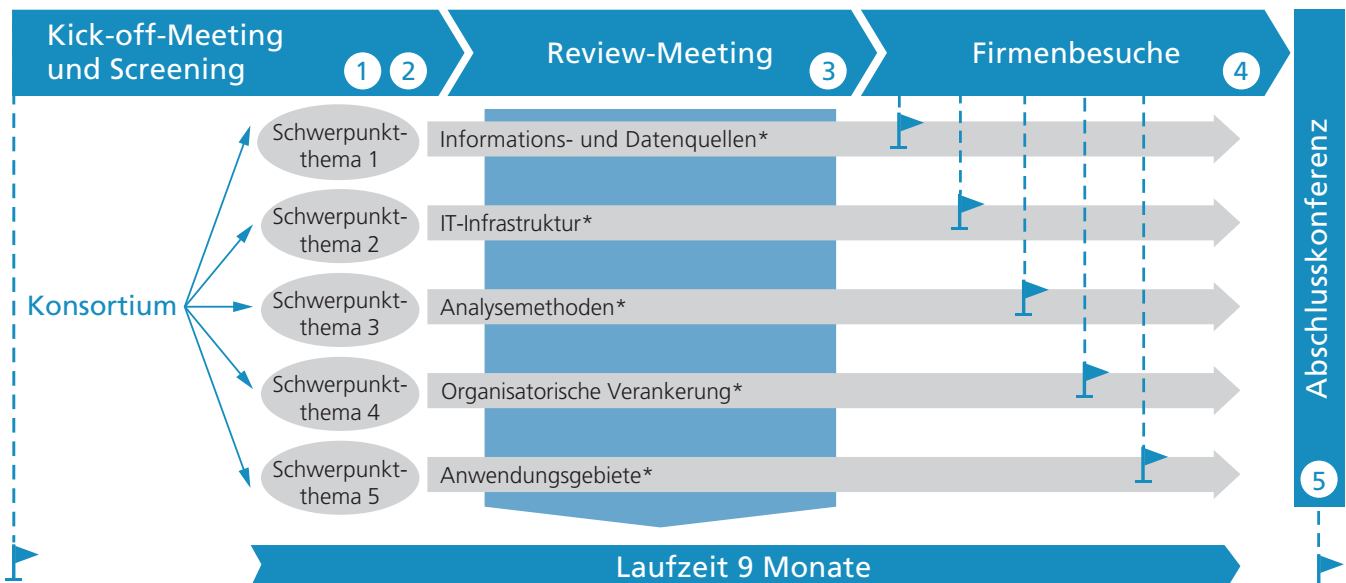 Kick-off-Meeting
und Screening
1 2
Review-Meeting
3
Firmenbesuche
4
Schwerpunkt-
thema 1
Informations- und Datenquellen*
Schwerpunkt-
thema 2
IT-Infrastruktur*
Konsortium
Schwerpunkt-
thema 3
Analysemethoden*
Schwerpunkt-
thema 4
Organisatorische Verankerung*
Schwerpunkt-
thema 5
Anwendungsgebiete*
Abschlusskonferenz
5
Laufzeit 9 Monate